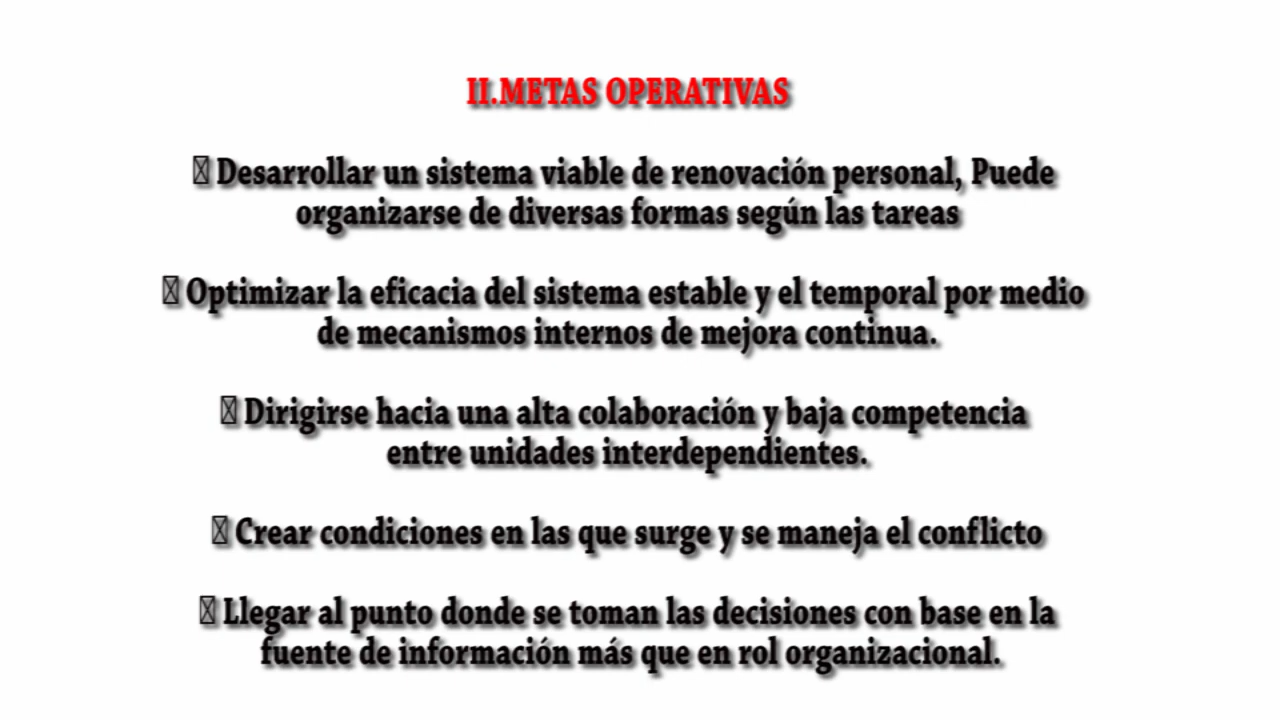 II.METAS OPERATIVAS
Desarrollar un sistema viable de renovación personal, Puede
organizarse de diversas formas según las tareas
Optimizar la eficacia del sistema estable y el temporal por medio
de mecanismos internos de mejora continua.
Dirigirse hacia una alta colaboración y baja competencia
entre unidades interdependientes.
Crear condiciones en las que surge y se maneja el conflicto
Llegar al punto donde se toman las decisiones con base en la
fuente de información más que en rol organizacional.